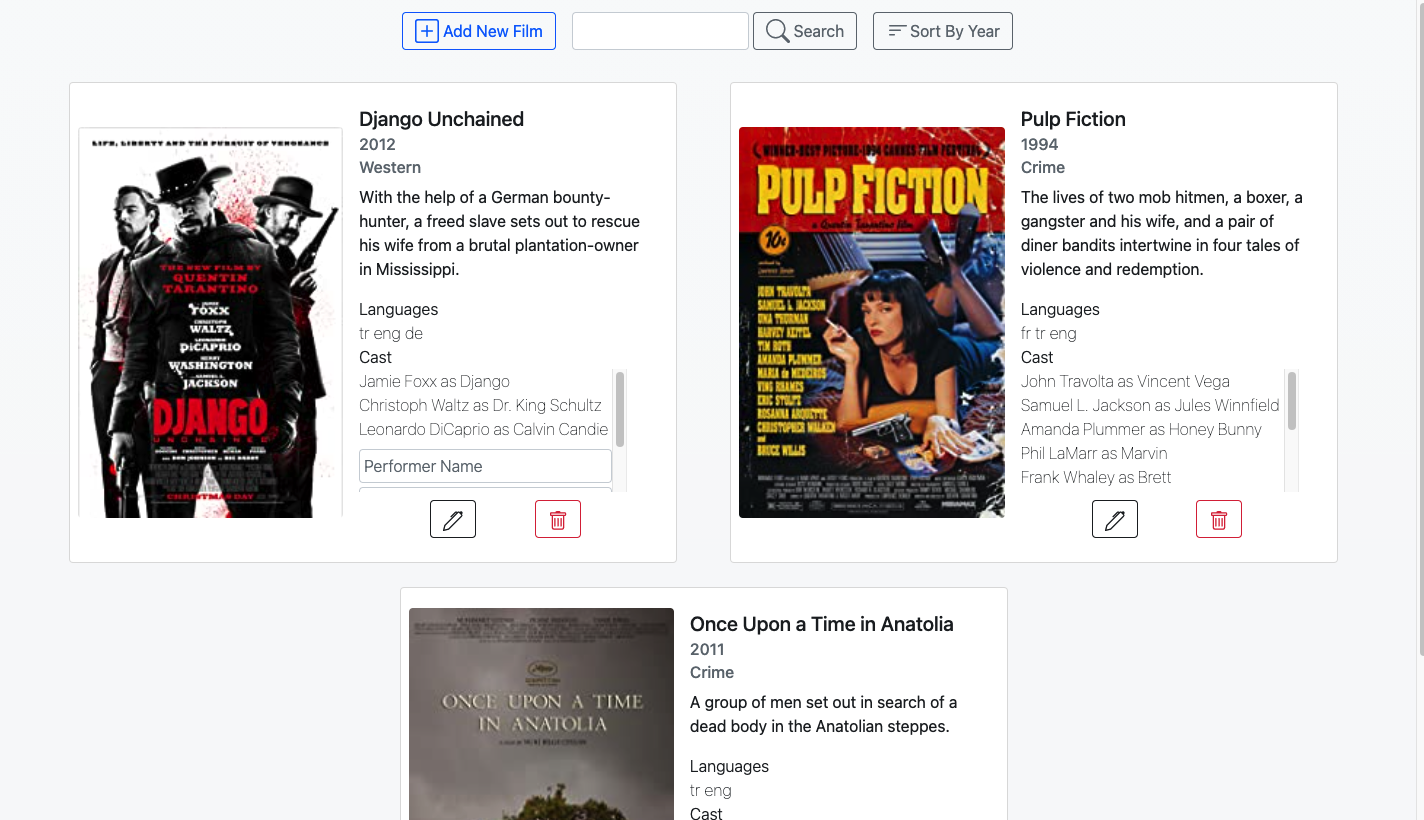 Add New Film
Search
Sort By Year
LIFE, LIBERTY AND THE PURSUIT OF VENGEANCE
THE NEW FILM BY
QUENTIN
TARANTINO
JAMIE
FOXX
CHRISTOPH
WALTZ
LEONARDO
DiCAPRIO
KERRY
WASHINGTON
SAMUEL L.
JACKSON
DJANGO
UNCHAINED
CHRISTMAS DAY
Django Unchained
2012
Western
With the help of a German bounty-
hunter, a freed slave sets out to rescue
his wife from a brutal plantation-owner
in Mississippi.
Languages
tr eng de
Cast
Jamie Foxx as Django
Christoph Waltz as Dr. King Schultz
Leonardo DiCaprio as Calvin Candie
Performer Name
WINNER-BEST PICTURE-1994 CANNES FILM FESTIVAL
PULP FICTION
a Quentin Tarantino film
10¢
JOHN TRAVOLTA
SAMUEL L. JACKSON
UMA THURMAN
HARVEY KEITEL
TIM ROTH
AMANDA PLUMMER
MARIA de MEDEIROS
VING RHAMES
ERIC STOLTZ
ROSANNA ARQUETTE
CHRISTOPHER WALKEN
and
BRUCE WILLIS
MIRAMAX
Pulp Fiction
1994
Crime
The lives of two mob hitmen, a boxer, a
gangster and his wife, and a pair of
diner bandits intertwine in four tales of
violence and redemption.
Languages
fr tr eng
Cast
John Travolta as Vincent Vega
Samuel L. Jackson as Jules Winnfield
Amanda Plummer as Honey Bunny
Phil LaMarr as Marvin
Frank Whaley as Brett
ONCE UPON A TIME
IN ANATOLIA
A FILM BY NURI BILGE CEYLAN
Once Upon a Time in Anatolia
2011
Crime
A group of men set out in search of a
dead body in the Anatolian steppes.
Languages
tr eng
Cast